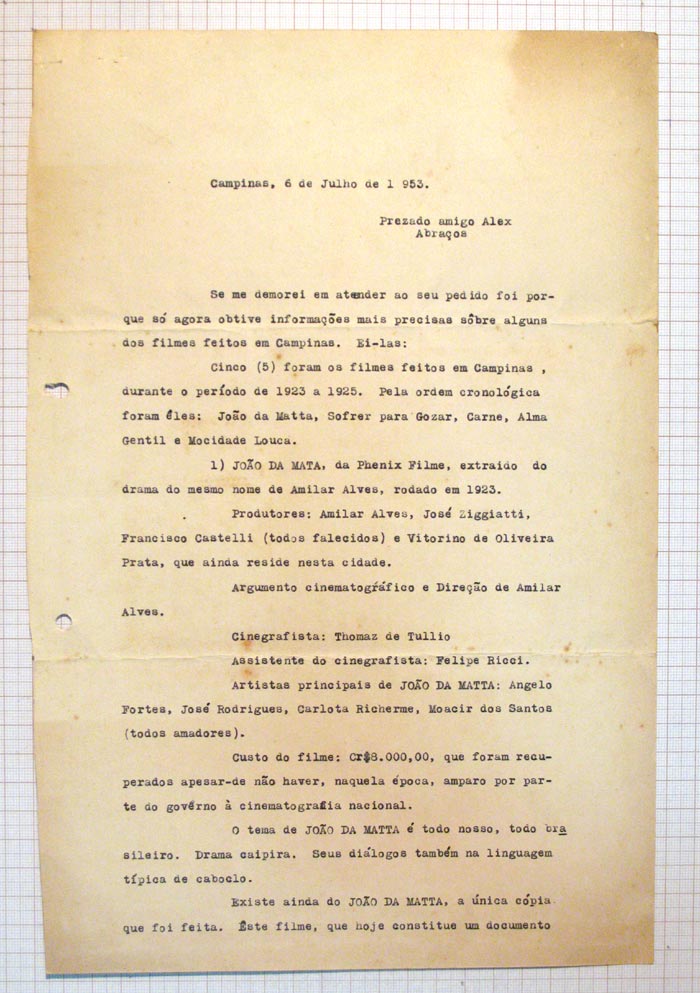 Campinas, 6 de Julho de 1 953.
Prezado amigo Alex
Abraços
Se me demorei em atender ao seu pedido foi por-
que só agora obtive informações mais precisas sôbre alguns
dos filmes feitos em Campinas. Ei-las:
Cinco (5) foram os filmes feitos em Campinas ,
durante o período de 1923 a 1925. Pela ordem cronológica
foram êles: João da Matta, Sofrer para Gozar, Carne, Alma
Gentil e Mocidade Louca.
1) JOÃO DA MATA, da Phenix Filme, extraido do
drama do mesmo nome de Amilar Alves, rodado em 1923.
Produtores: Amilar Alves, José Ziggiatti,
Francisco Castelli (todos falecidos) e Vitorino de Oliveira
Prata, que ainda reside nesta cidade.
Argumento cinematográfico e Direção de Amilar
Alves.
Cinegrafista: Thomaz de Tullio
Assistente do cinegrafista: Felipe Ricci.
Artistas principais de JOÃO DA MATTA: Angelo
Fortes, José Rodrigues, Carlota Richerme, Moacir dos Santos
(todos amadores).
Custo do filme: Cr$8.000,00, que foram recu-
perados apesar-de não haver, naquela época, amparo por par-
te do govêrno à cinematografia nacional.
O tema de JOÃO DA MATTA é todo nosso, todo bra
sileiro. Drama caipira. Seus diálogos também na linguagem
típica de caboclo.
Existe ainda do JOÃO DA MATTA, a única cópia
que foi feita. Êste filme, que hoje constitue um documento